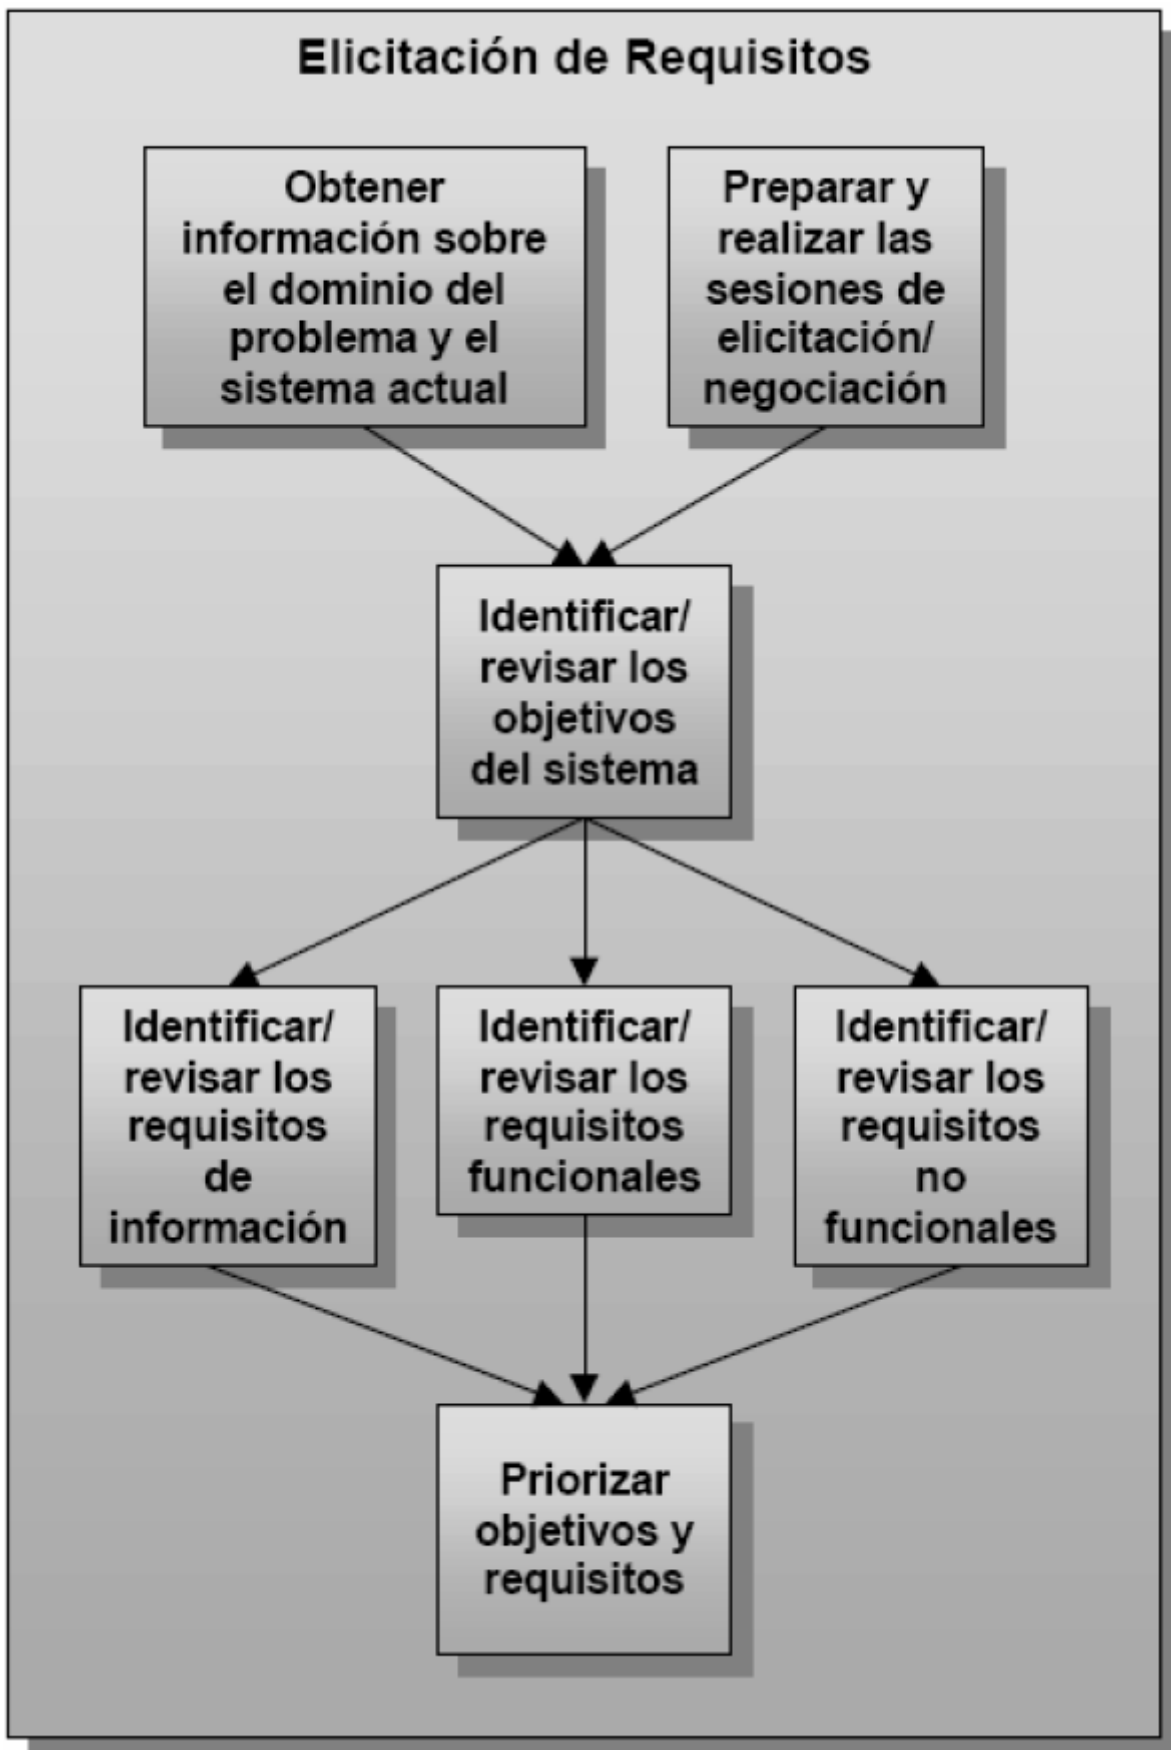 Elicitación de Requisitos
Obtener
información sobre
el dominio del
problema y el
sistema actual
Preparar y
realizar las
sesiones de
elicitación/
negociación
Identificar/
revisar los
objetivos
del sistema
Identificar/
revisar los
requisitos
de
información
Identificar/
revisar los
requisitos
funcionales
Identificar/
revisar los
requisitos
no
funcionales
Priorizar
objetivos y
requisitos